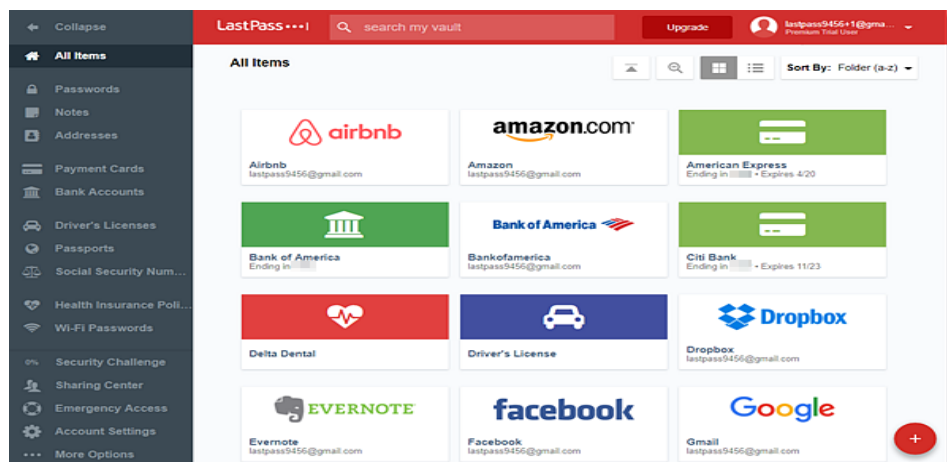 Collapse
LastPass •••|
search my vault
Upgrade
lastpass9456+1@gma...
Premium Trial User
All Items
Passwords
Notes
Addresses
Payment Cards
Bank Accounts
Driver's Licenses
Passports
Social Security Num...
Health Insurance Poli...
Wi-Fi Passwords
0%
Security Challenge
Sharing Center
Emergency Access
Account Settings
More Options
All Items
Sort By: Folder (a-z)
airbnb
Airbnb
lastpass9456@gmail.com
amazon.com
Amazon
lastpass9456@gmail.com
American Express
Ending in • Expires 4/20
Bank of America
Ending in
Bank of America
Bankofamerica
lastpass9456@gmail.com
Citi Bank
Ending in • Expires 11/23
Delta Dental
Driver's License
Dropbox
Dropbox
lastpass9456@gmail.com
EVERNOTE
Evernote
lastpass9456@gmail.com
facebook
Facebook
lastpass9456@gmail.com
Google
Gmail
lastpass9456@gmail.com
+